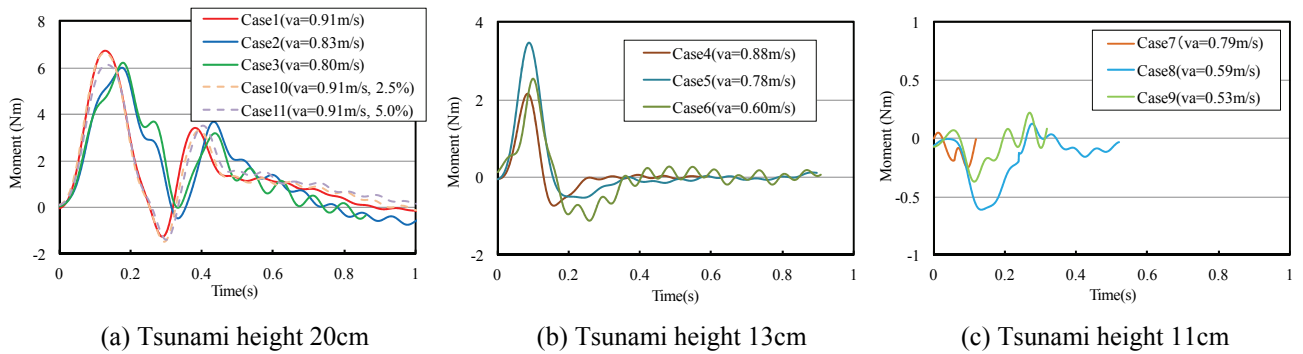 8
6
4
2
0
-2
Moment (Nm)
Case1(va=0.91m/s)
Case2(va=0.83m/s)
Case3(va=0.80m/s)
Case10(va=0.91m/s, 2.5%)
Case11(va=0.91m/s, 5.0%)
0 0.2 0.4 0.6 0.8 1
Time(s)
(a) Tsunami height 20cm
4
2
0
-2
Moment (Nm)
Case4(va=0.88m/s)
Case5(va=0.78m/s)
Case6(va=0.60m/s)
0 0.2 0.4 0.6 0.8 1
Time(s)
(b) Tsunami height 13cm
1
0.5
0
-0.5
-1
Moment (Nm)
Case7(va=0.79m/s)
Case8(va=0.59m/s)
Case9(va=0.53m/s)
0 0.2 0.4 0.6 0.8 1
Time(s)
(c) Tsunami height 11cm